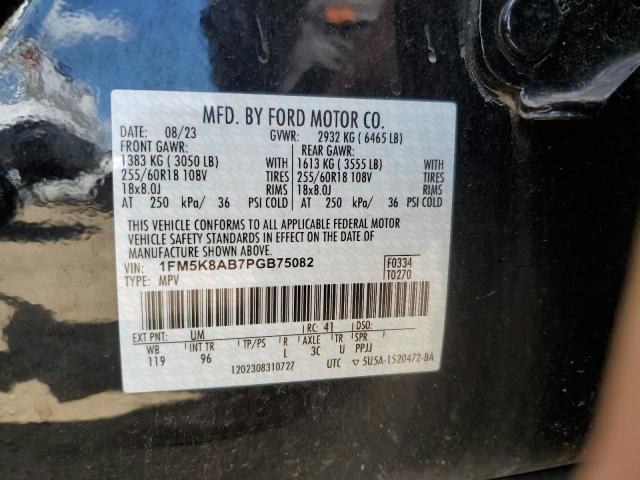 MFD. BY FORD MOTOR CO.
DATE: 08/23 GVWR: 2932 KG ( 6465 LB)
FRONT GAWR: REAR GAWR:
1383 KG ( 3050 LB) WITH 1613 KG ( 3555 LB) WITH
255/60R18 108V TIRES 255/60R18 108V TIRES
18x8.0J RIMS 18x8.0J RIMS
AT 250 kPa/ 36 PSI COLD AT 250 kPa/ 36 PSI COLD
THIS VEHICLE CONFORMS TO ALL APPLICABLE FEDERAL MOTOR
VEHICLE SAFETY STANDARDS IN EFFECT ON THE DATE OF
MANUFACTURE SHOWN ABOVE.
VIN: 1FM5K8AB7PGB75082 F0334
TYPE: MPV T0270
EXT PNT: UM RC: 41 DSO:
WB INT TR TP/PS R AXLE TR SPR
119 96 L 3C U PPJJ
1202308310727 UTC ▽ 5U5A-1520472-BA